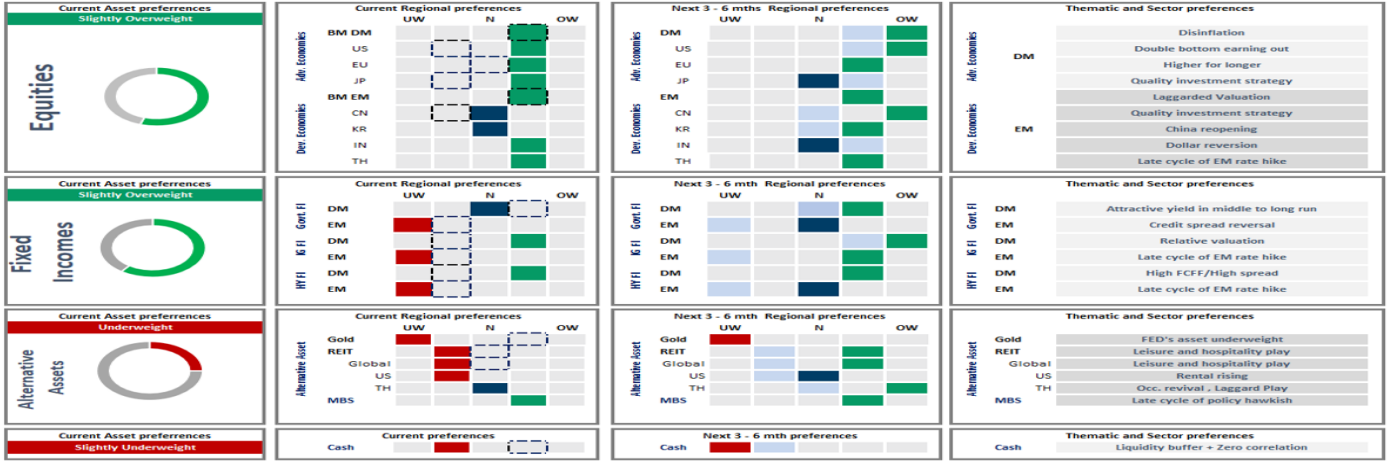 Current Asset preferrences
Slightly Overweight
Equities
Current Regional preferences
UW N OW
Adv. Economies
Dev. Economies
BM DM
US
EU
JP
BM EM
CN
KR
IN
TH
Next 3 - 6 mths Regional preferences
UW N OW
Adv. Economies
Dev. Economies
DM
US
EU
JP
EM
CN
KR
IN
TH
Thematic and Sector preferences
Adv. Economies
Dev. Economies
DM
EM
Disinflation
Double bottom earning out
Higher for longer
Quality investment strategy
Laggarded Valuation
Quality investment strategy
China reopening
Dollar reversion
Late cycle of EM rate hike
Current Asset preferrences
Slightly Overweight
Fixed
Incomes
Current Regional preferences
UW N OW
Govt. FI
IG FI
HY FI
DM
EM
DM
EM
DM
EM
Next 3 - 6 mth Regional preferences
UW N OW
Govt. FI
IG FI
HY FI
DM
EM
DM
EM
DM
EM
Thematic and Sector preferences
Govt. FI
IG FI
HY FI
DM Attractive yield in middle to long run
EM Credit spread reversal
DM Relative valuation
EM Late cycle of EM rate hike
DM High FCFF/High spread
EM Late cycle of EM rate hike
Current Asset preferrences
Underweight
Alternative
Assets
Current Regional preferences
UW N OW
Alternative Asset
Gold
REIT
Global
US
TH
MBS
Next 3 - 6 mth Regional preferences
UW N OW
Alternative Asset
Gold
REIT
Global
US
TH
MBS
Thematic and Sector preferences
Alternative Asset
Gold FED's asset underweight
REIT Leisure and hospitality play
Global Leisure and hospitality play
US Rental rising
TH Occ. revival , Laggard Play
MBS Late cycle of policy hawkish
Current Asset preferrences
Slightly Underweight
Current preferences
Cash
Next 3 - 6 mth preferences
Cash
Thematic and Sector preferences
Cash Liquidity buffer + Zero correlation